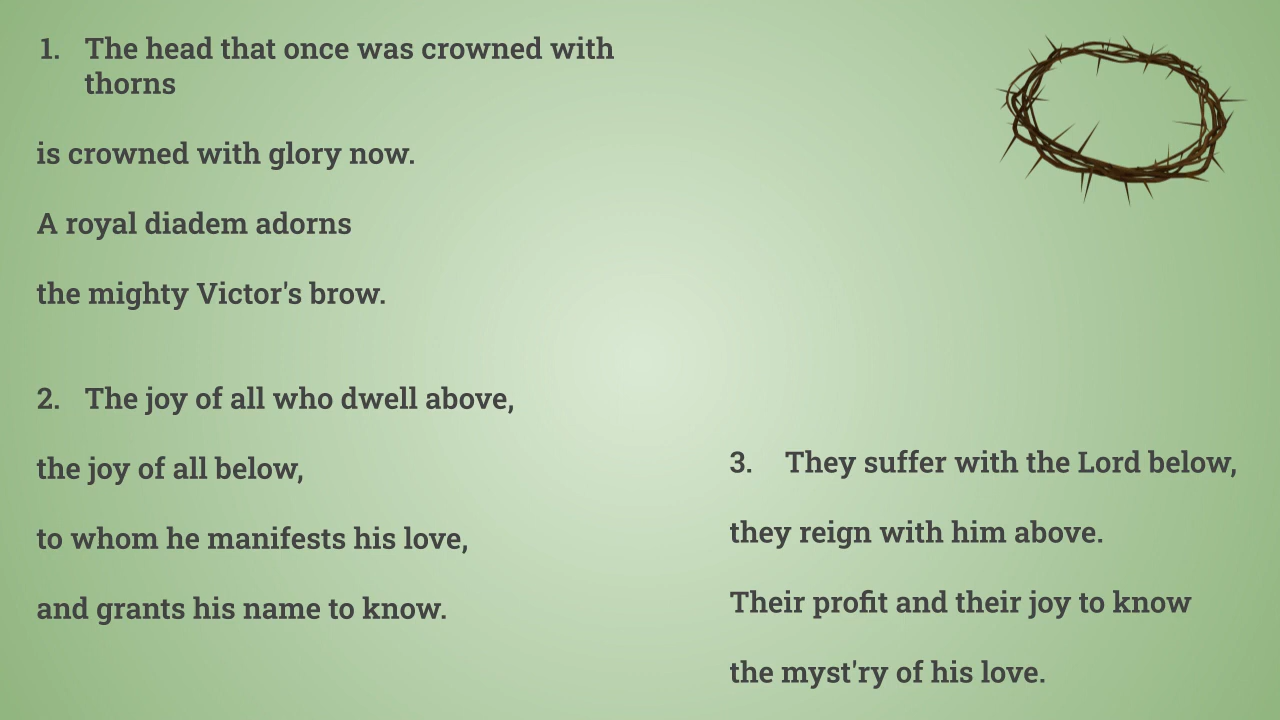 1. The head that once was crowned with
thorns
is crowned with glory now.
A royal diadem adorns
the mighty Victor's brow.
2. The joy of all who dwell above,
the joy of all below,
to whom he manifests his love,
and grants his name to know.
3. They suffer with the Lord below,
they reign with him above.
Their profit and their joy to know
the myst'ry of his love.